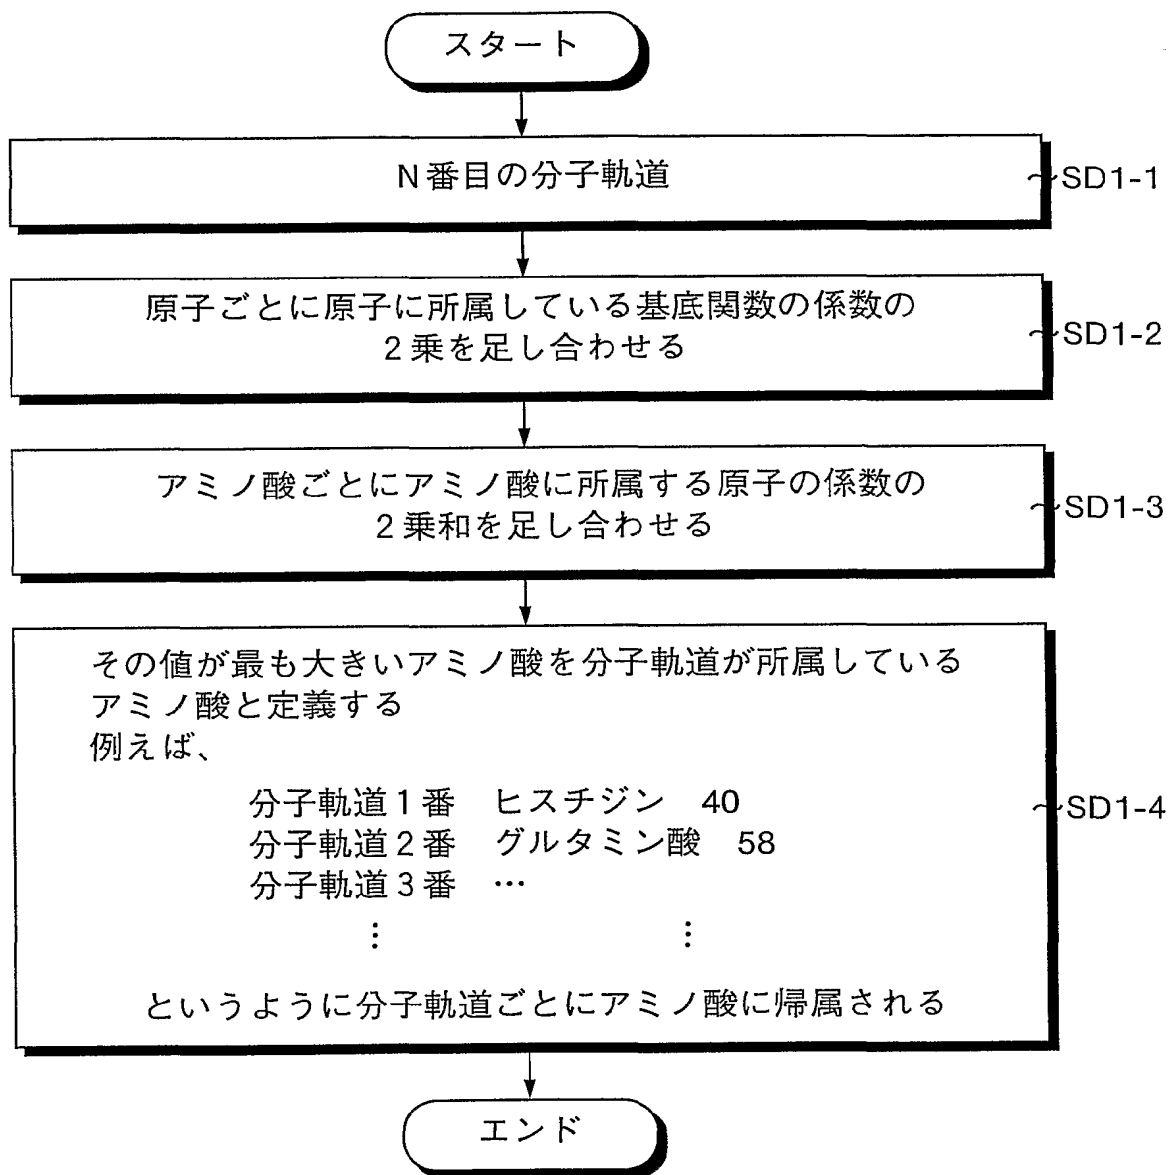 スタート
N番目の分子軌道
SD1-1
原子ごとに原子に所属している基底関数の係数の
2乗を足し合わせる
SD1-2
アミノ酸ごとにアミノ酸に所属する原子の係数の
2乗和を足し合わせる
SD1-3
その値が最も大きいアミノ酸を分子軌道が所属している
アミノ酸と定義する
例えば、
分子軌道1番 ヒスチジン 40
分子軌道2番 グルタミン酸 58
分子軌道3番 …
⋮ ⋮
というように分子軌道ごとにアミノ酸に帰属される
SD1-4
エンド